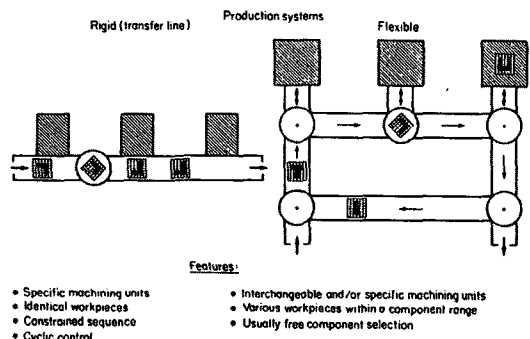 Production systems
Rigid (transfer line)
Flexible
Features:
• Specific machining units
• Identical workpieces
• Constrained sequence
• Cyclic control
• Interchangeable and/or specific machining units
• Various workpieces within a component range
• Usually free component selection